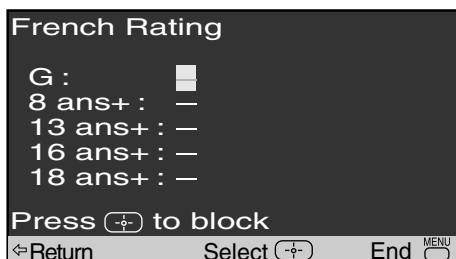 French Rating
G : –
8 ans+ : –
13 ans+ : –
16 ans+ : –
18 ans+ : –
Press to block
Return Select End MENU